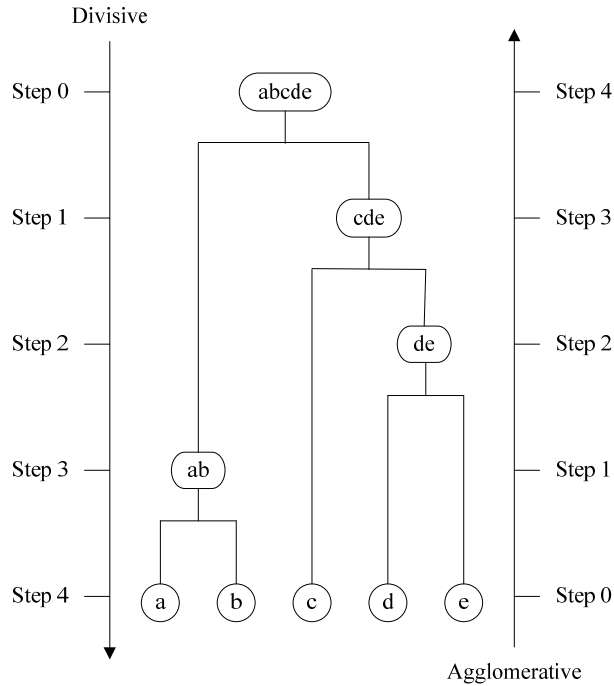 Divisive
Step 0
abcde
Step 4
Step 1
cde
Step 3
Step 2
de
Step 2
Step 3
ab
Step 1
Step 4
a
b
c
d
e
Step 0
Agglomerative